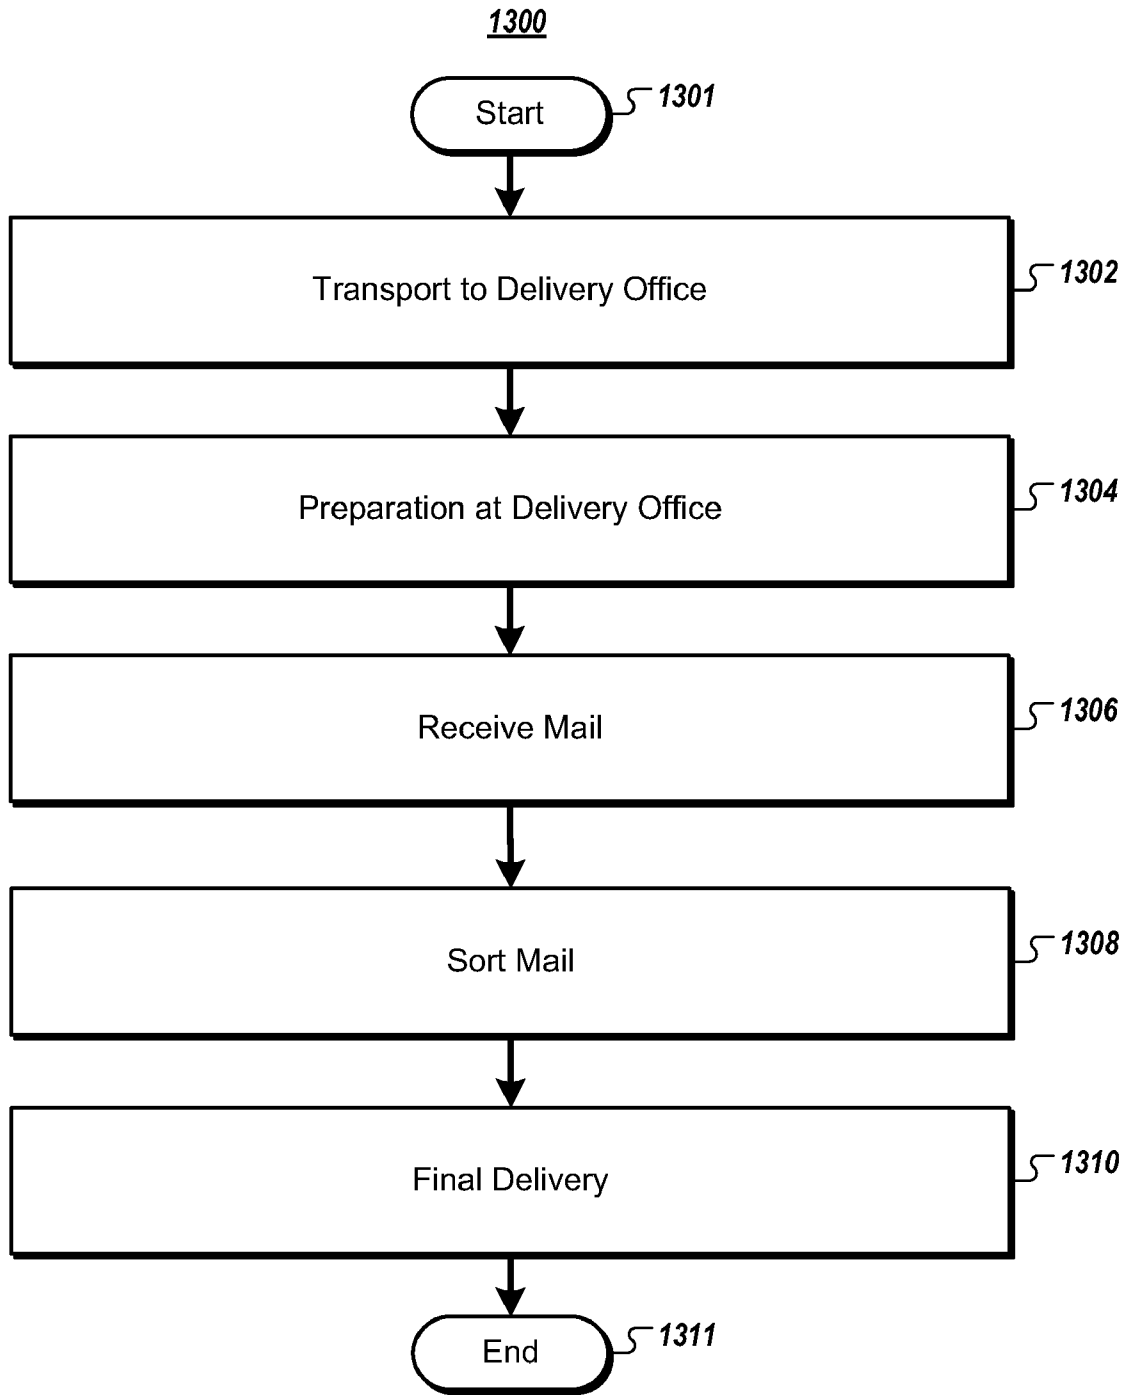 1300
Start
1301
Transport to Delivery Office
1302
Preparation at Delivery Office
1304
Receive Mail
1306
Sort Mail
1308
Final Delivery
1310
End
1311